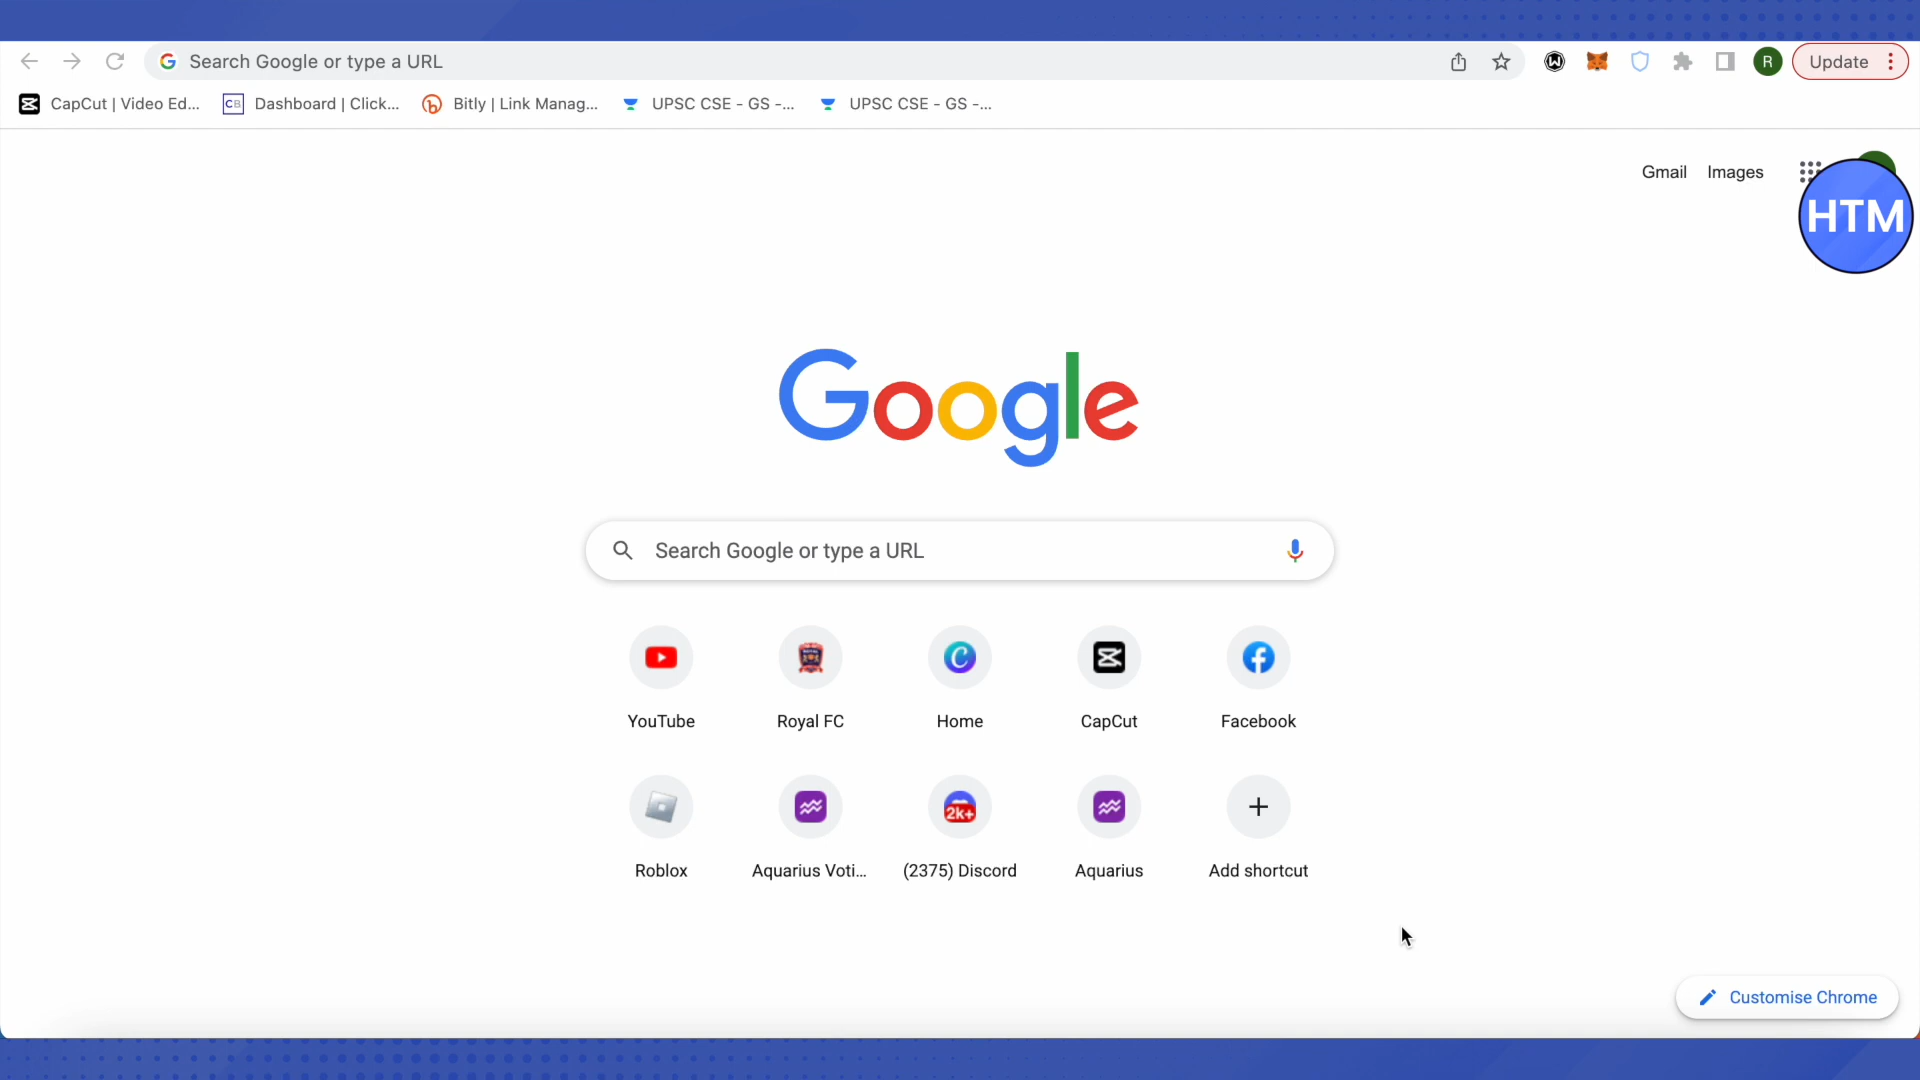 Search Google or type a URL
R
Update
CapCut | Video Ed...
CB
Dashboard | Click...
Bitly | Link Manag...
UPSC CSE - GS -...
UPSC CSE - GS -...
Gmail
Images
HTM
Google
Search Google or type a URL
YouTube
Royal FC
Home
CapCut
Facebook
2k+
Roblox
Aquarius Voti...
(2375) Discord
Aquarius
Add shortcut
Customise Chrome